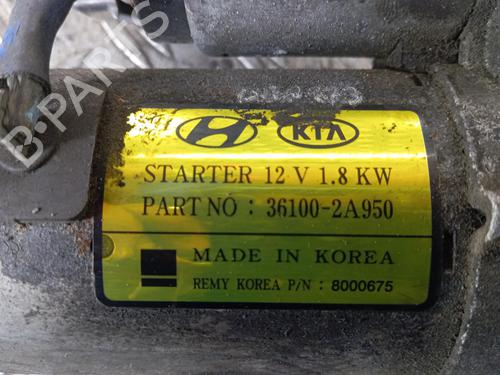 KIA
STARTER 12 V 1.8 KW
PART NO : 36100-2A950
MADE IN KOREA
REMY KOREA P/N : 8000675
B-PARTS